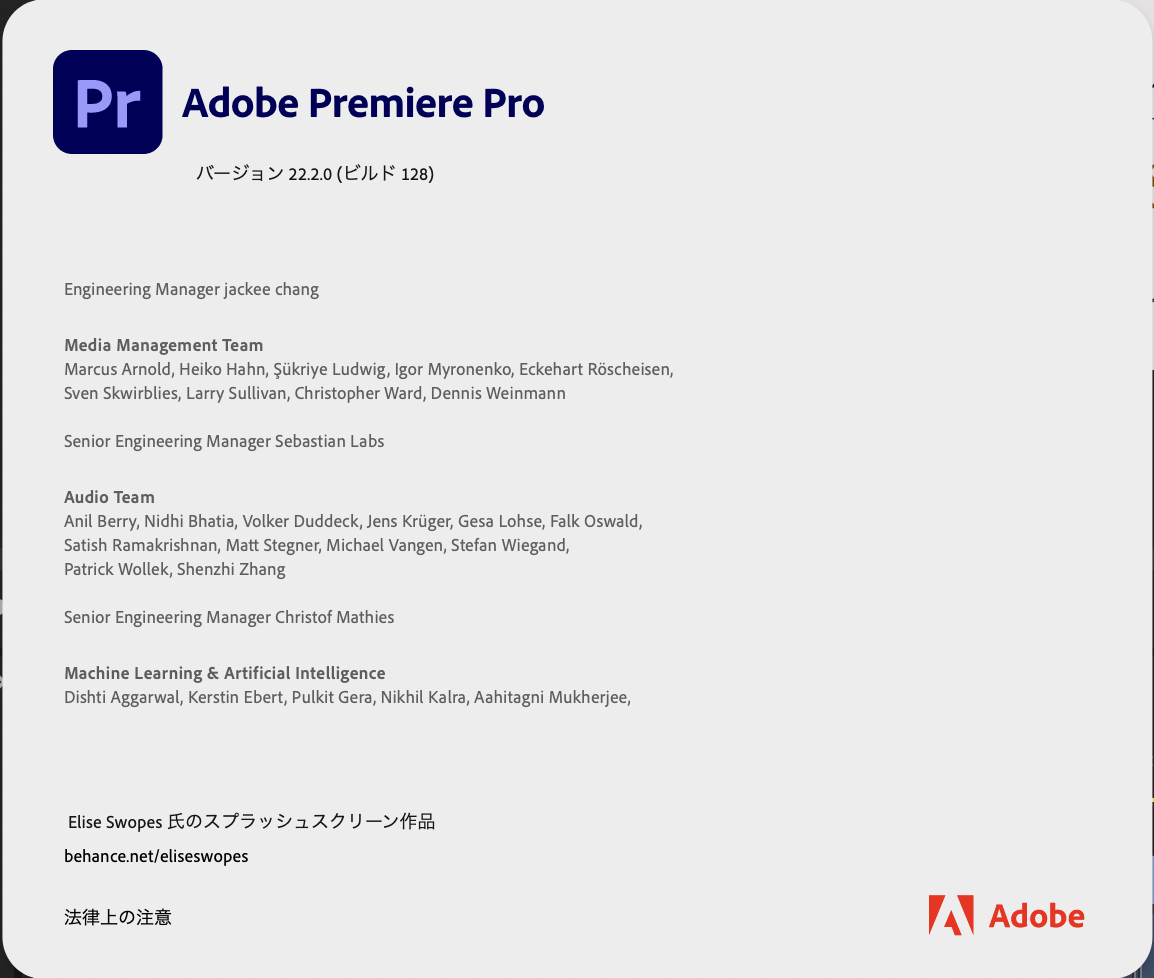 Pr
Adobe Premiere Pro
バージョン 22.2.0 (ビルド 128)
Engineering Manager jackee chang
Media Management Team
Marcus Arnold, Heiko Hahn, Şükriye Ludwig, Igor Myronenko, Eckehart Röscheisen,
Sven Skwirblies, Larry Sullivan, Christopher Ward, Dennis Weinmann
Senior Engineering Manager Sebastian Labs
Audio Team
Anil Berry, Nidhi Bhatia, Volker Duddeck, Jens Krüger, Gesa Lohse, Falk Oswald,
Satish Ramakrishnan, Matt Stegner, Michael Vangen, Stefan Wiegand,
Patrick Wollek, Shenzhi Zhang
Senior Engineering Manager Christof Mathies
Machine Learning & Artificial Intelligence
Dishti Aggarwal, Kerstin Ebert, Pulkit Gera, Nikhil Kalra, Aahitagni Mukherjee,
Elise Swopes 氏のスプラッシュスクリーン作品
behance.net/eliseswopes
法律上の注意
Adobe